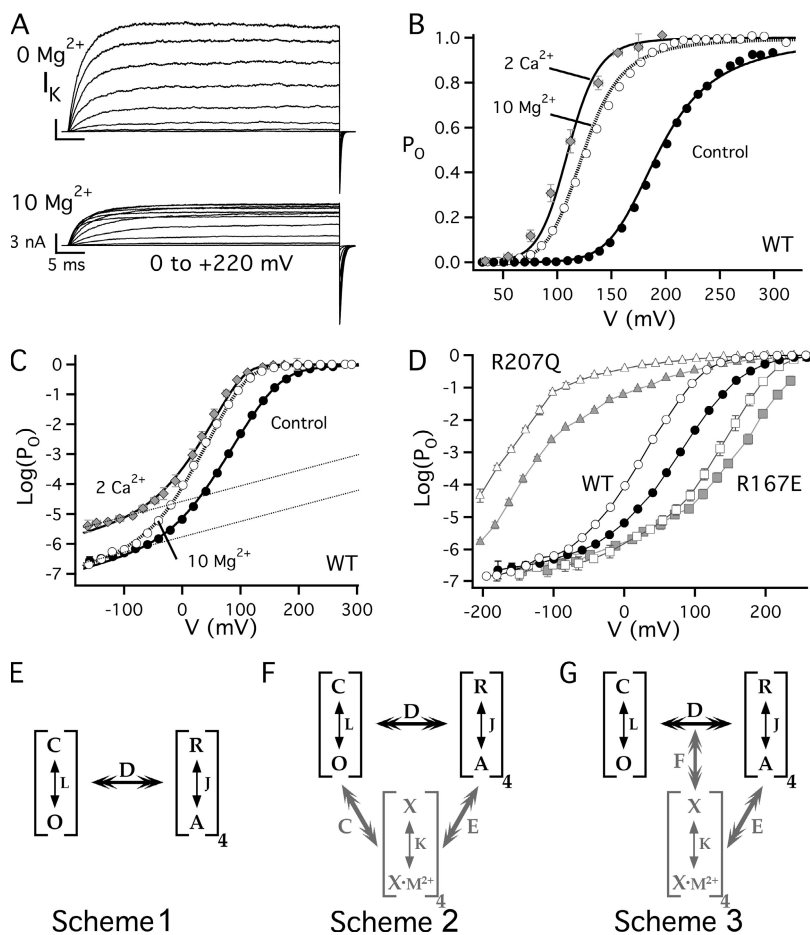 A
0 Mg2+
IK
10 Mg2+
3 nA
5 ms
0 to +220 mV
B
1.0
0.8
0.6
0.4
0.2
0.0
PO
2 Ca2+
10 Mg2+
Control
WT
50 100 150 200 250 300
V (mV)
C
0
-1
-2
-3
-4
-5
-6
-7
Log(PO)
Control
2 Ca2+
10 Mg2+
WT
-100 0 100 200 300
V (mV)
D
0
-1
-2
-3
-4
-5
-6
-7
Log(PO)
R207Q
WT
R167E
-200 -100 0 100 200
V (mV)
E
C
L
O
D
R
J
A
4
Scheme 1
F
C
L
O
D
R
J
A
4
C
E
X
K
X·M2+
4
Scheme 2
G
C
L
O
D
R
J
A
4
F
E
X
K
X·M2+
4
Scheme 3